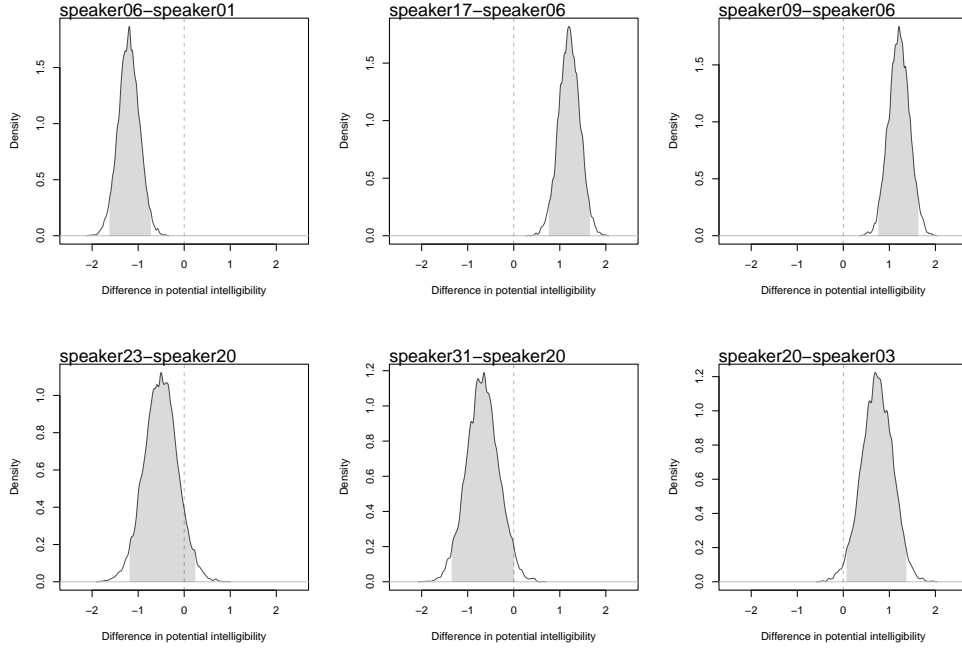 speaker06−speaker01
speaker17−speaker06
speaker09−speaker06
Density
0.0 0.5 1.0 1.5
−2 −1 0 1 2
Difference in potential intelligibility
Density
0.0 0.5 1.0 1.5
−2 −1 0 1 2
Difference in potential intelligibility
Density
0.0 0.5 1.0 1.5
−2 −1 0 1 2
Difference in potential intelligibility
speaker23−speaker20
speaker31−speaker20
speaker20−speaker03
Density
0.0 0.2 0.4 0.6 0.8 1.0
−2 −1 0 1 2
Difference in potential intelligibility
Density
0.0 0.2 0.4 0.6 0.8 1.0 1.2
−2 −1 0 1 2
Difference in potential intelligibility
Density
0.0 0.2 0.4 0.6 0.8 1.0 1.2
−2 −1 0 1 2
Difference in potential intelligibility